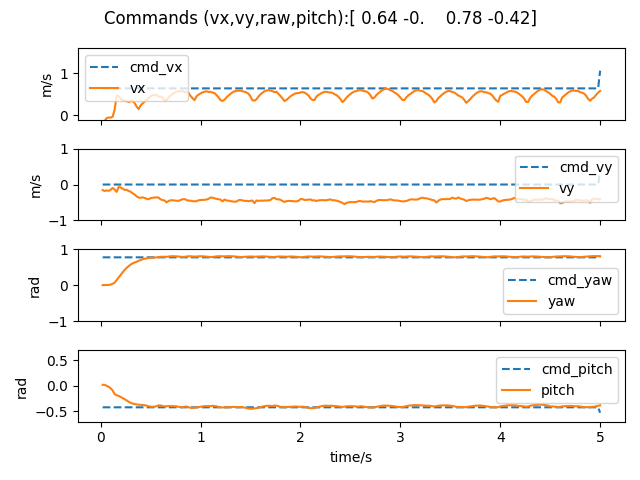 Commands (vx,vy,raw,pitch):[ 0.64 -0.    0.78 -0.42]
m/s
1
0
cmd_vx
vx
m/s
1
0
−1
cmd_vy
vy
rad
1
0
−1
cmd_yaw
yaw
rad
0.5
0.0
−0.5
cmd_pitch
pitch
0 1 2 3 4 5
time/s